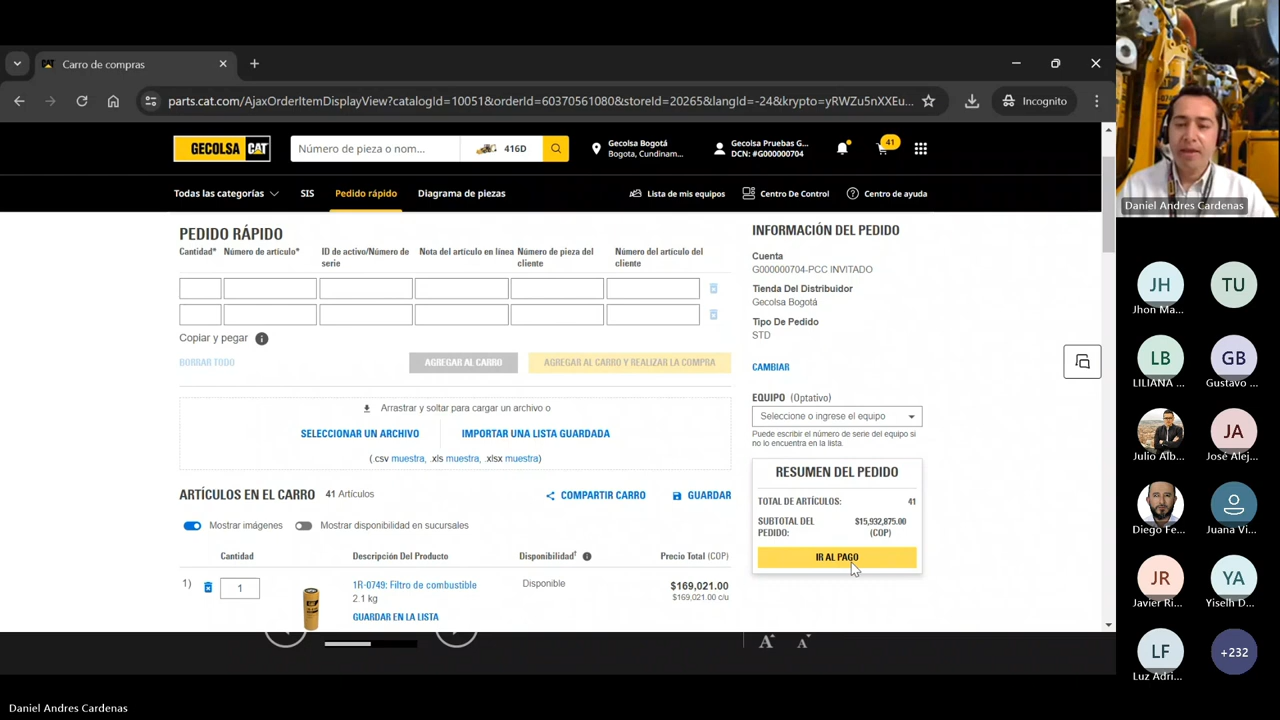 Carro de compras
parts.cat.com/AjaxOrderItemDisplayView?catalogId=10051&orderId=60370561080&storeId=20265&langId=-24&krypto=yRWZu5nXXEu...
Incognito
GECOLSA CAT
Número de pieza o nom...
416D
Gecolsa Bogotá
Bogota, Cundinam...
Gecolsa Pruebas G...
DCN: #G000000704
41
Todas las categorías
SIS
Pedido rápido
Diagrama de piezas
Lista de mis equipos
Centro De Control
Centro de ayuda
PEDIDO RÁPIDO
Cantidad*
Número de artículo*
ID de activo/Número de serie
Nota del artículo en línea
Número de pieza del cliente
Número del artículo del cliente
Copiar y pegar
BORRAR TODO
AGREGAR AL CARRO
AGREGAR AL CARRO Y REALIZAR LA COMPRA
Arrastrar y soltar para cargar un archivo o
SELECCIONAR UN ARCHIVO
IMPORTAR UNA LISTA GUARDADA
(.csv muestra, .xls muestra, .xlsx muestra)
ARTÍCULOS EN EL CARRO 41 Artículos
COMPARTIR CARRO
GUARDAR
Mostrar imágenes
Mostrar disponibilidad en sucursales
Cantidad
Descripción Del Producto
Disponibilidad†
Precio Total (COP)
1)
1
1R-0749: Filtro de combustible
2.1 kg
GUARDAR EN LA LISTA
Disponible
$169,021.00
$169,021.00 c/u
INFORMACIÓN DEL PEDIDO
Cuenta
G000000704-PCC INVITADO
Tienda Del Distribuidor
Gecolsa Bogotá
Tipo De Pedido
STD
CAMBIAR
EQUIPO (Optativo)
Seleccione o ingrese el equipo
Puede escribir el número de serie del equipo si
no lo encuentra en la lista.
RESUMEN DEL PEDIDO
TOTAL DE ARTÍCULOS: 41
SUBTOTAL DEL $15,932,875.00
PEDIDO: (COP)
IR AL PAGO
A A
Daniel Andres Cardenas
JH
Jhon Ma...
TU
LB
LILIANA ...
GB
Gustavo ...
Julio Alb...
JA
José Alej...
Diego Fe...
Juana Vi...
JR
Javier Ri...
YA
Yiselh D...
LF
Luz Adri...
+232
Daniel Andres Cardenas